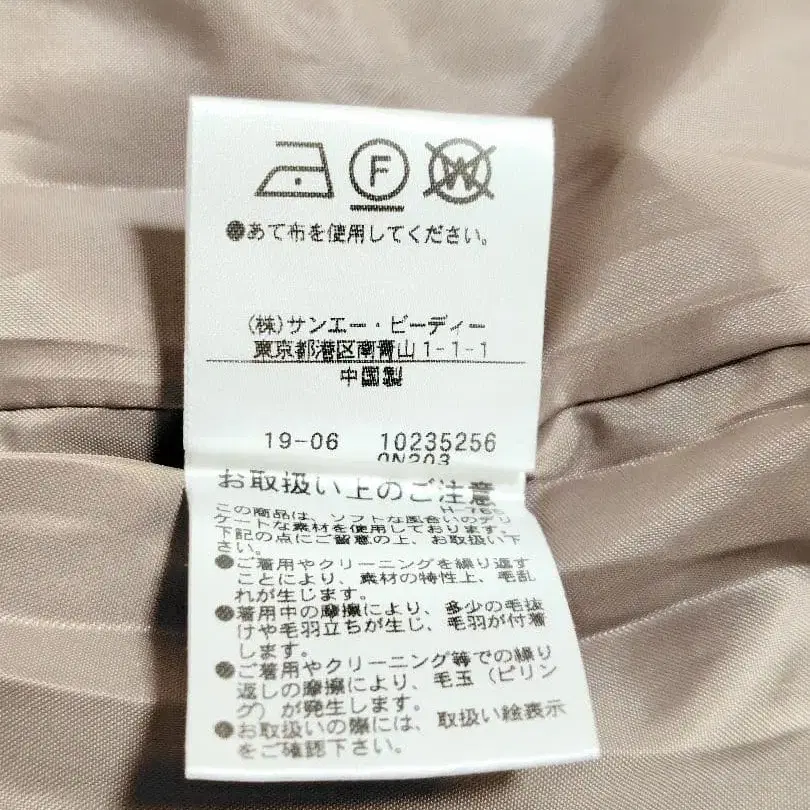 F W
●あて布を使用してください。
(株)サンエー・ビーディー
東京都港区南青山1-1-1
中国製
19-06 10235256
0N203
お取扱い上のご注意
この商品は、ソフトな風合いのデリ
ケートな素材を使用しております。
下記の点にご留意の上、お取扱い下
さい。
●ご着用やクリーニングを繰り返す
ことにより、素材の特性上、毛乱
れが生じます。
●着用中の摩擦により、多少の毛抜
けや毛羽立ちが生じ、毛羽が付着
します。
●ご着用やクリーニング等での繰り
返しの摩擦により、毛玉（ピリン
グ）が発生します。
●お取扱いの際には、取扱い絵表示
をご確認下さい。